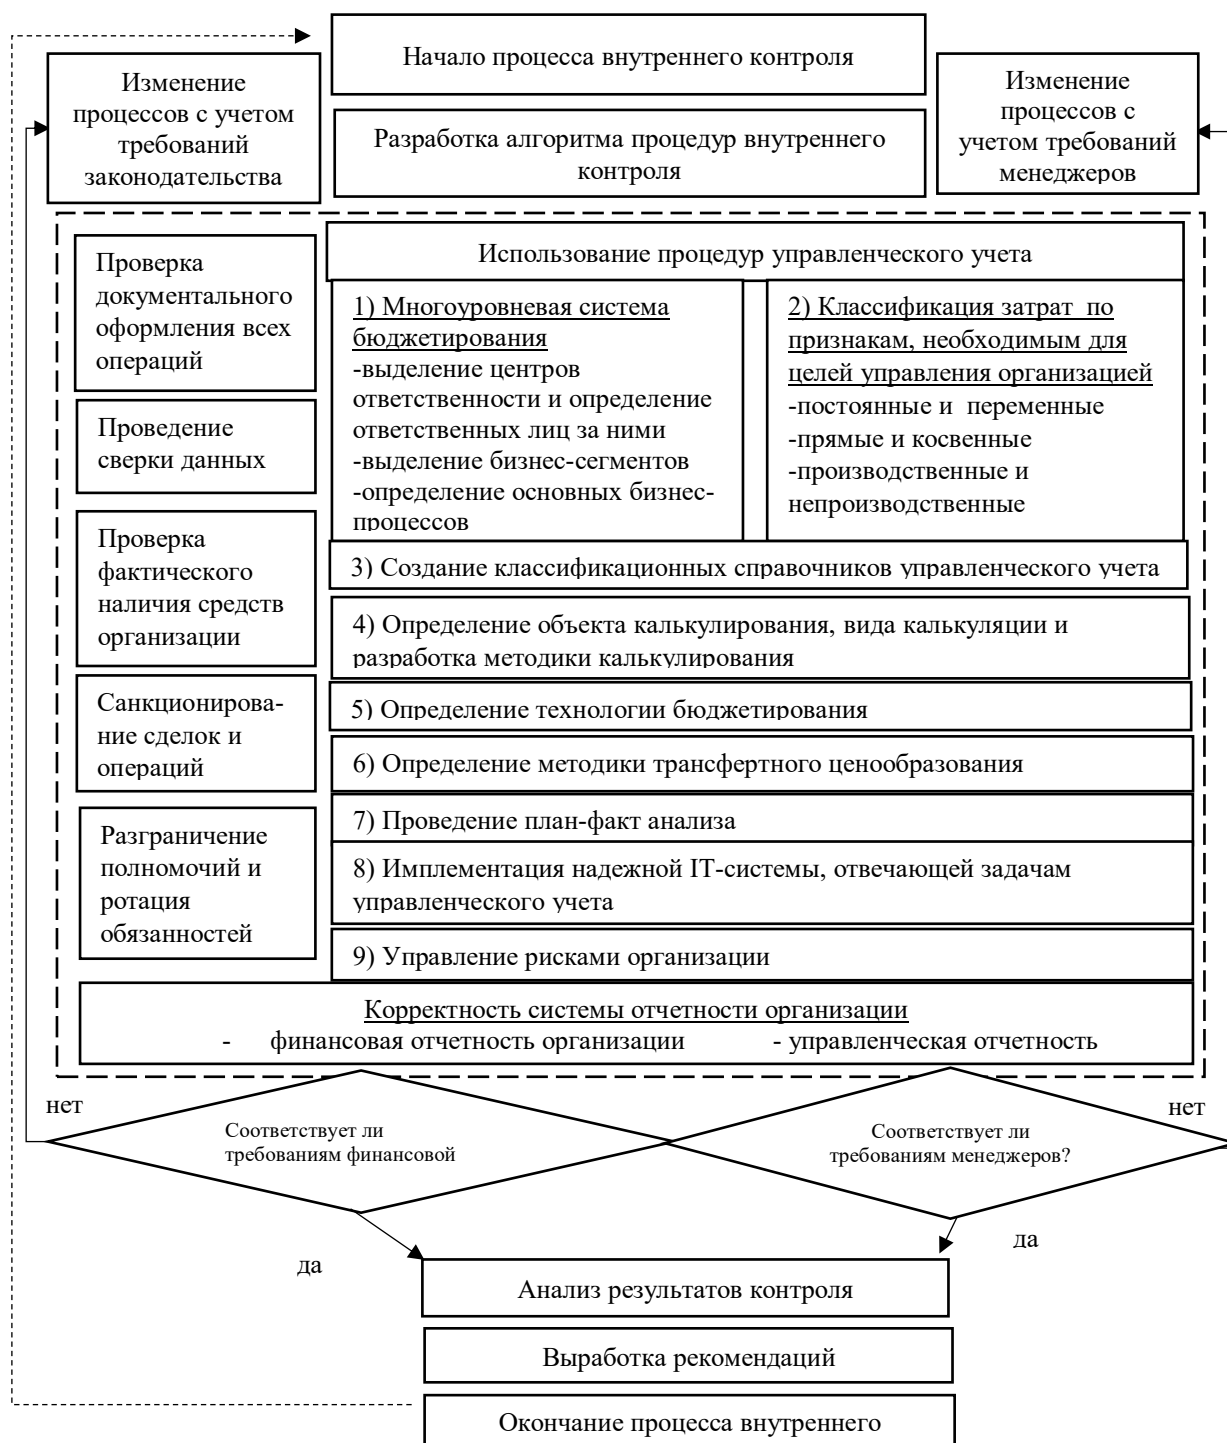 Начало процесса внутреннего контроля
Изменение
процессов с учетом
требований
законодательства
Разработка алгоритма процедур внутреннего
контроля
Изменение
процессов с
учетом требований
менеджеров
Проверка
документального
оформления всех
операций
Проведение
сверки данных
Проверка
фактического
наличия средств
организации
Санкционирова-
ние сделок и
операций
Разграничение
полномочий и
ротация
обязанностей
Использование процедур управленческого учета
1) Многоуровневая система
бюджетирования
-выделение центров
ответственности и определение
ответственных лиц за ними
-выделение бизнес-сегментов
-определение основных бизнес-
процессов
2) Классификация затрат по
признакам, необходимым для
целей управления организацией
-постоянные и переменные
-прямые и косвенные
-производственные и
непроизводственные
3) Создание классификационных справочников управленческого учета
4) Определение объекта калькулирования, вида калькуляции и
разработка методики калькулирования
5) Определение технологии бюджетирования
6) Определение методики трансфертного ценообразования
7) Проведение план-факт анализа
8) Имплементация надежной IT-системы, отвечающей задачам
управленческого учета
9) Управление рисками организации
Корректность системы отчетности организации
- финансовая отчетность организации - управленческая отчетность
нет
Соответствует ли
требованиям финансовой
Соответствует ли
требованиям менеджеров?
нет
да
да
Анализ результатов контроля
Выработка рекомендаций
Окончание процесса внутреннего